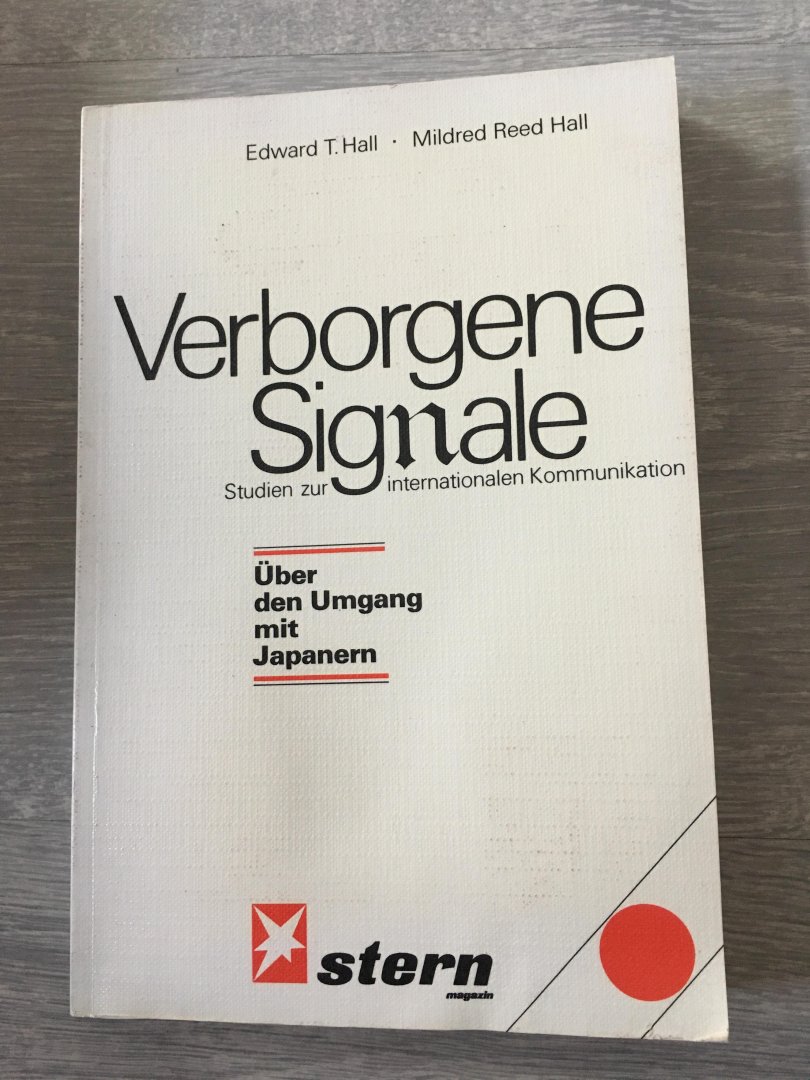 Edward T. Hall · Mildred Reed Hall
Verborgene
Signale
Studien zur internationalen Kommunikation
Über
den Umgang
mit
Japanern
stern
magazin